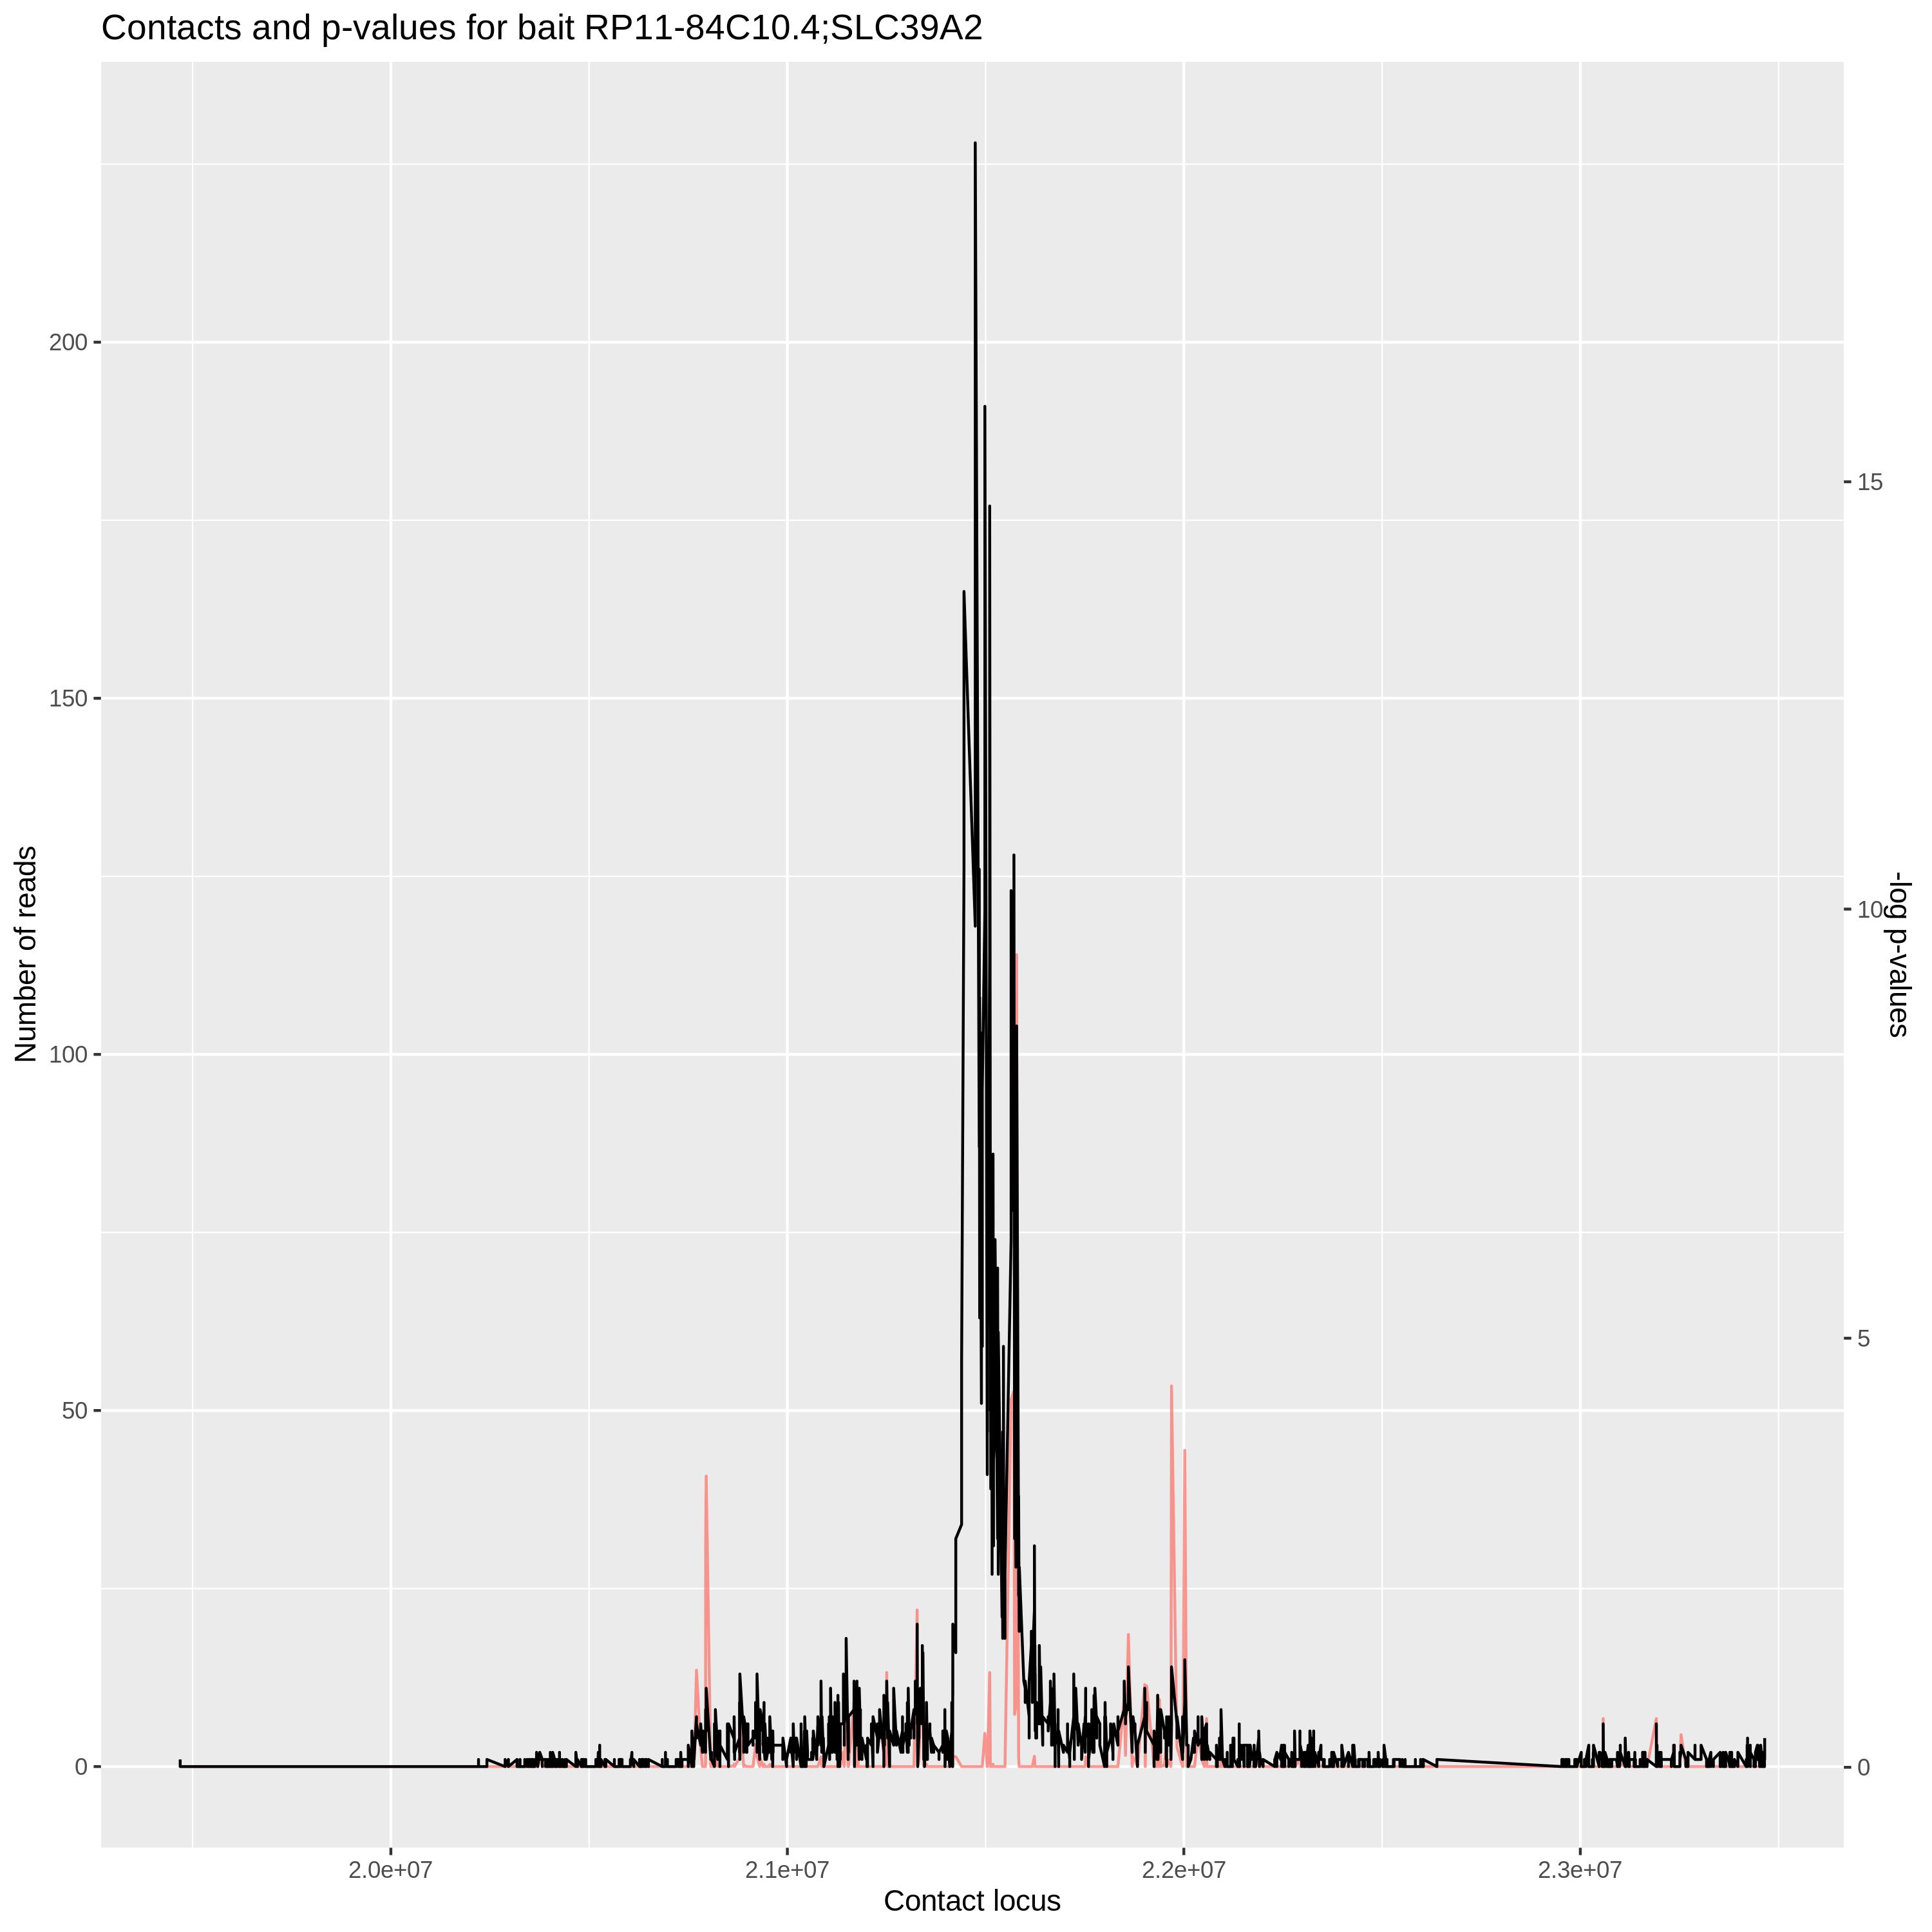 Contacts and p-values for bait RP11-84C10.4;SLC39A2
Number of reads
200
150
100
50
0
15
10
5
0
-log p-values
2.0e+07 2.1e+07 2.2e+07 2.3e+07
Contact locus